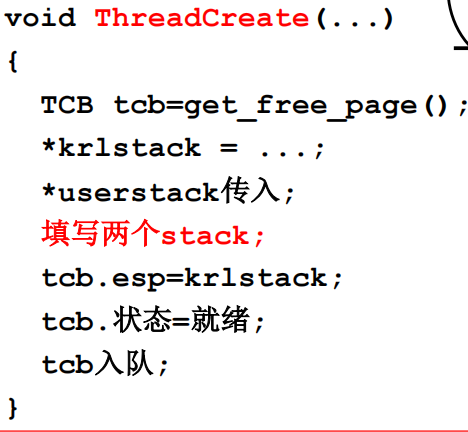 void ThreadCreate(...)
{
TCB tcb=get_free_page();
*krlstack = ...;
*userstack传入;
填写两个stack;
tcb.esp=krlstack;
tcb.状态=就绪;
tcb入队;
}